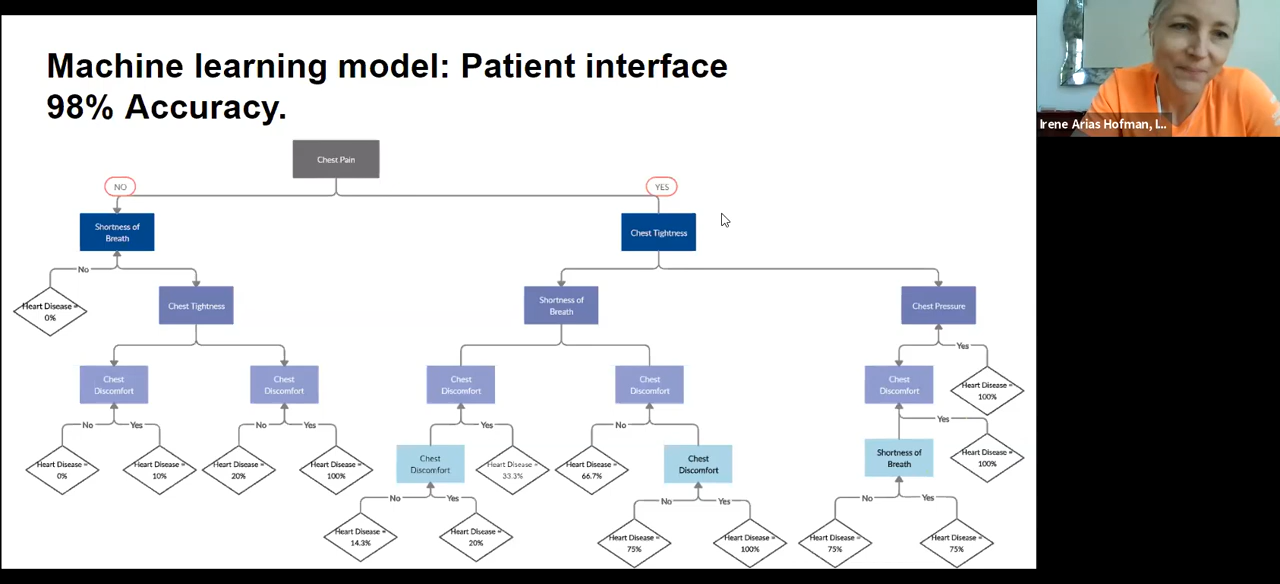 Machine learning model: Patient interface
98% Accuracy.
Irene Arias Hofman, I...
Chest Pain
NO
YES
Shortness of
Breath
Chest Tightness
No
Heart Disease =
0%
Chest Tightness
Shortness of
Breath
Chest Pressure
Yes
Chest
Discomfort
Chest
Discomfort
Chest
Discomfort
Chest
Discomfort
Chest
Discomfort
Heart Disease =
100%
No
Yes
No
Yes
Yes
No
Yes
Heart Disease =
0%
Heart Disease =
10%
Heart Disease =
20%
Heart Disease =
100%
Chest
Discomfort
Heart Disease =
33.3%
Heart Disease =
66.7%
Chest
Discomfort
Shortness of
Breath
Heart Disease =
100%
No
Yes
No
Yes
No
Yes
Heart Disease =
14.3%
Heart Disease =
20%
Heart Disease =
75%
Heart Disease =
100%
Heart Disease =
75%
Heart Disease =
75%